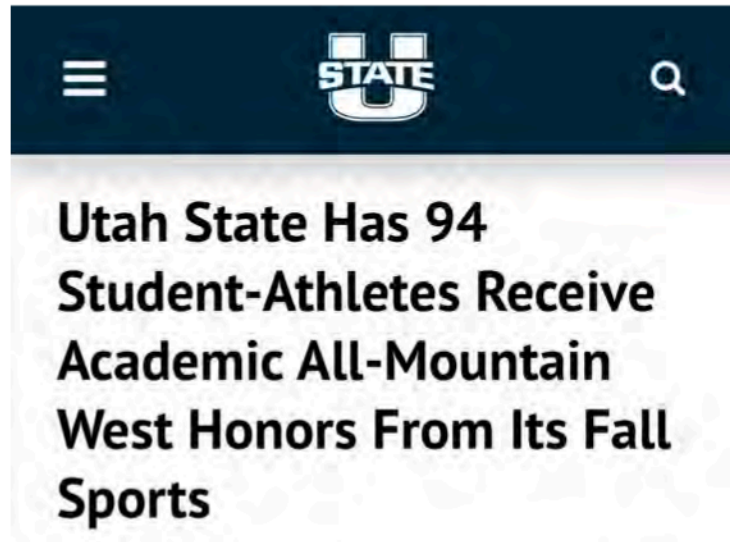 U
STATE
Utah State Has 94
Student-Athletes Receive
Academic All-Mountain
West Honors From Its Fall
Sports